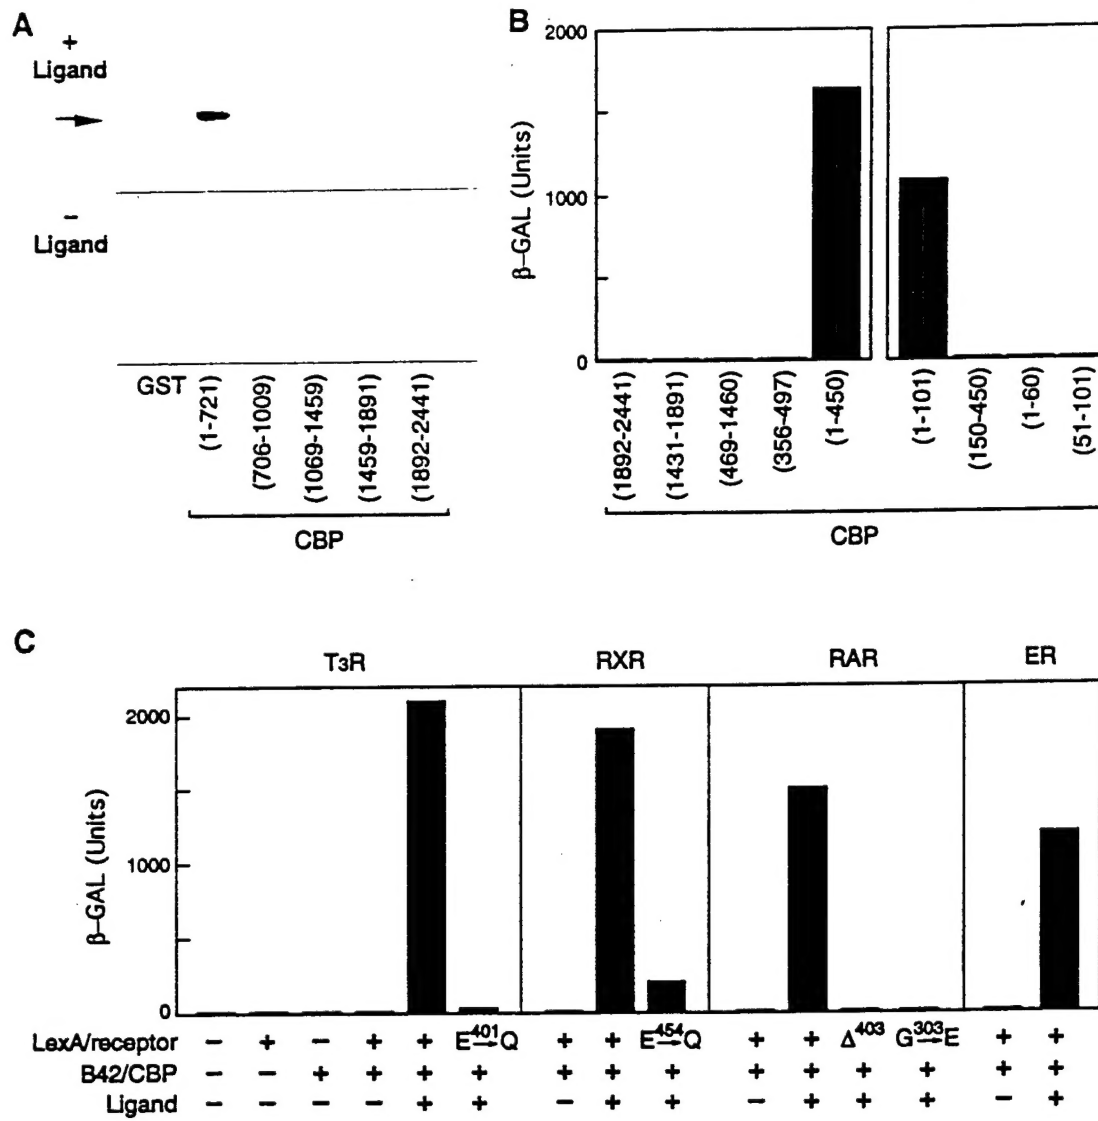 A
+
Ligand
−
Ligand
GST
(1-721)
(706-1009)
(1069-1459)
(1459-1891)
(1892-2441)
CBP
B
β-GAL (Units)
2000
1000
0
(1892-2441)
(1431-1891)
(469-1460)
(356-497)
(1-450)
(1-101)
(150-450)
(1-60)
(51-101)
CBP
C
T3R RXR RAR ER
β-GAL (Units)
2000
1000
0
LexA/receptor − + − + + E401→Q + + E454→Q + + Δ403 G303→E + +
B42/CBP − − + + + + + + + + + + + + +
Ligand − − − − + + − + + − + + + − +